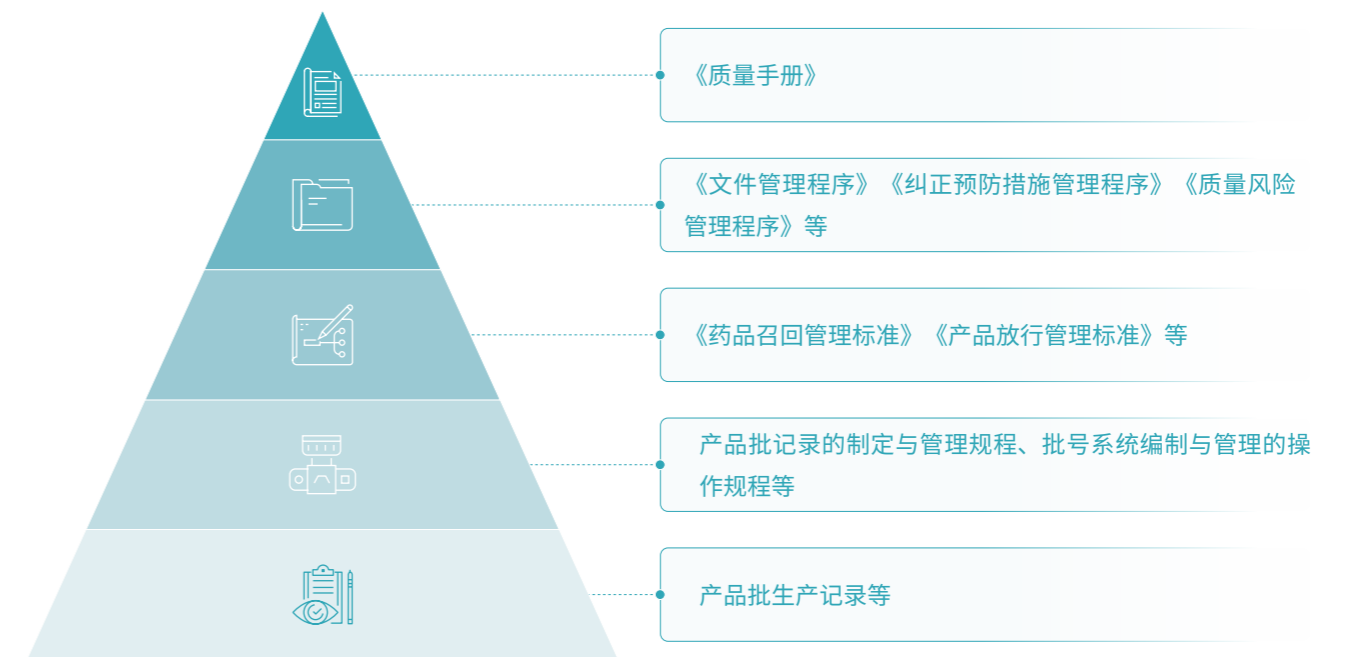 《质量手册》
《文件管理程序》《纠正预防措施管理程序》《质量风险
管理程序》等
《药品召回管理标准》《产品放行管理标准》等
产品批记录的制定与管理规程、批号系统编制与管理的操
作规程等
产品批生产记录等